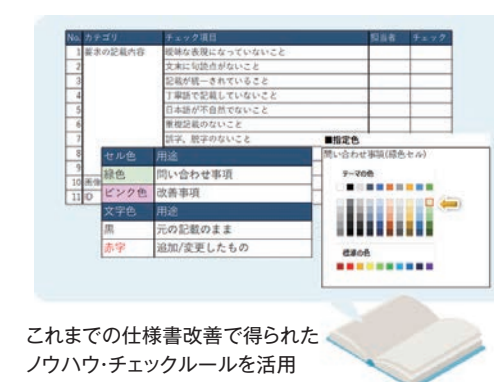 No. カテゴリ チェック項目 担当者 チェック
1 要求の記載内容 曖昧な表現になっていないこと
2 文末に句読点がないこと
3 記載が統一されていること
4 丁寧語で記載していないこと
5 日本語が不自然でないこと
6 重複記載のないこと
7 誤字、脱字のないこと
8
9
10 画像
11 ID
セル色 用途
緑色 問い合わせ事項
ピンク色 改善事項
文字色 用途
黒 元の記載のまま
赤字 追加/変更したもの
■指定色
問い合わせ事項(緑色セル)
テーマの色
標準の色
これまでの仕様書改善で得られた
ノウハウ・チェックルールを活用